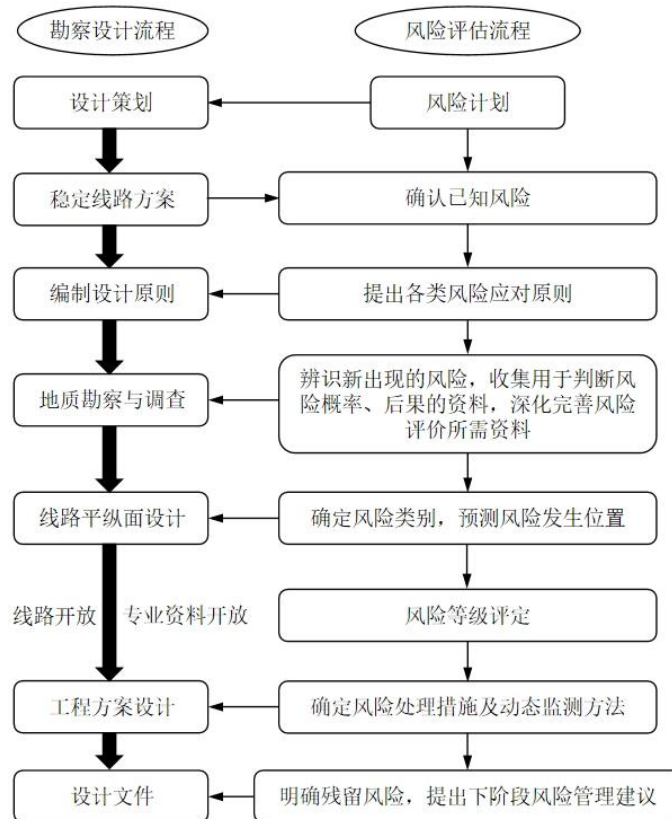 勘察设计流程
风险评估流程
设计策划
风险计划
稳定线路方案
确认已知风险
编制设计原则
提出各类风险应对原则
地质勘察与调查
辨识新出现的风险，收集用于判断风
险概率、后果的资料，深化完善风险
评价所需资料
线路平纵面设计
确定风险类别，预测风险发生位置
线路开放
专业资料开放
风险等级评定
工程方案设计
确定风险处理措施及动态监测方法
设计文件
明确残留风险，提出下阶段风险管理建议